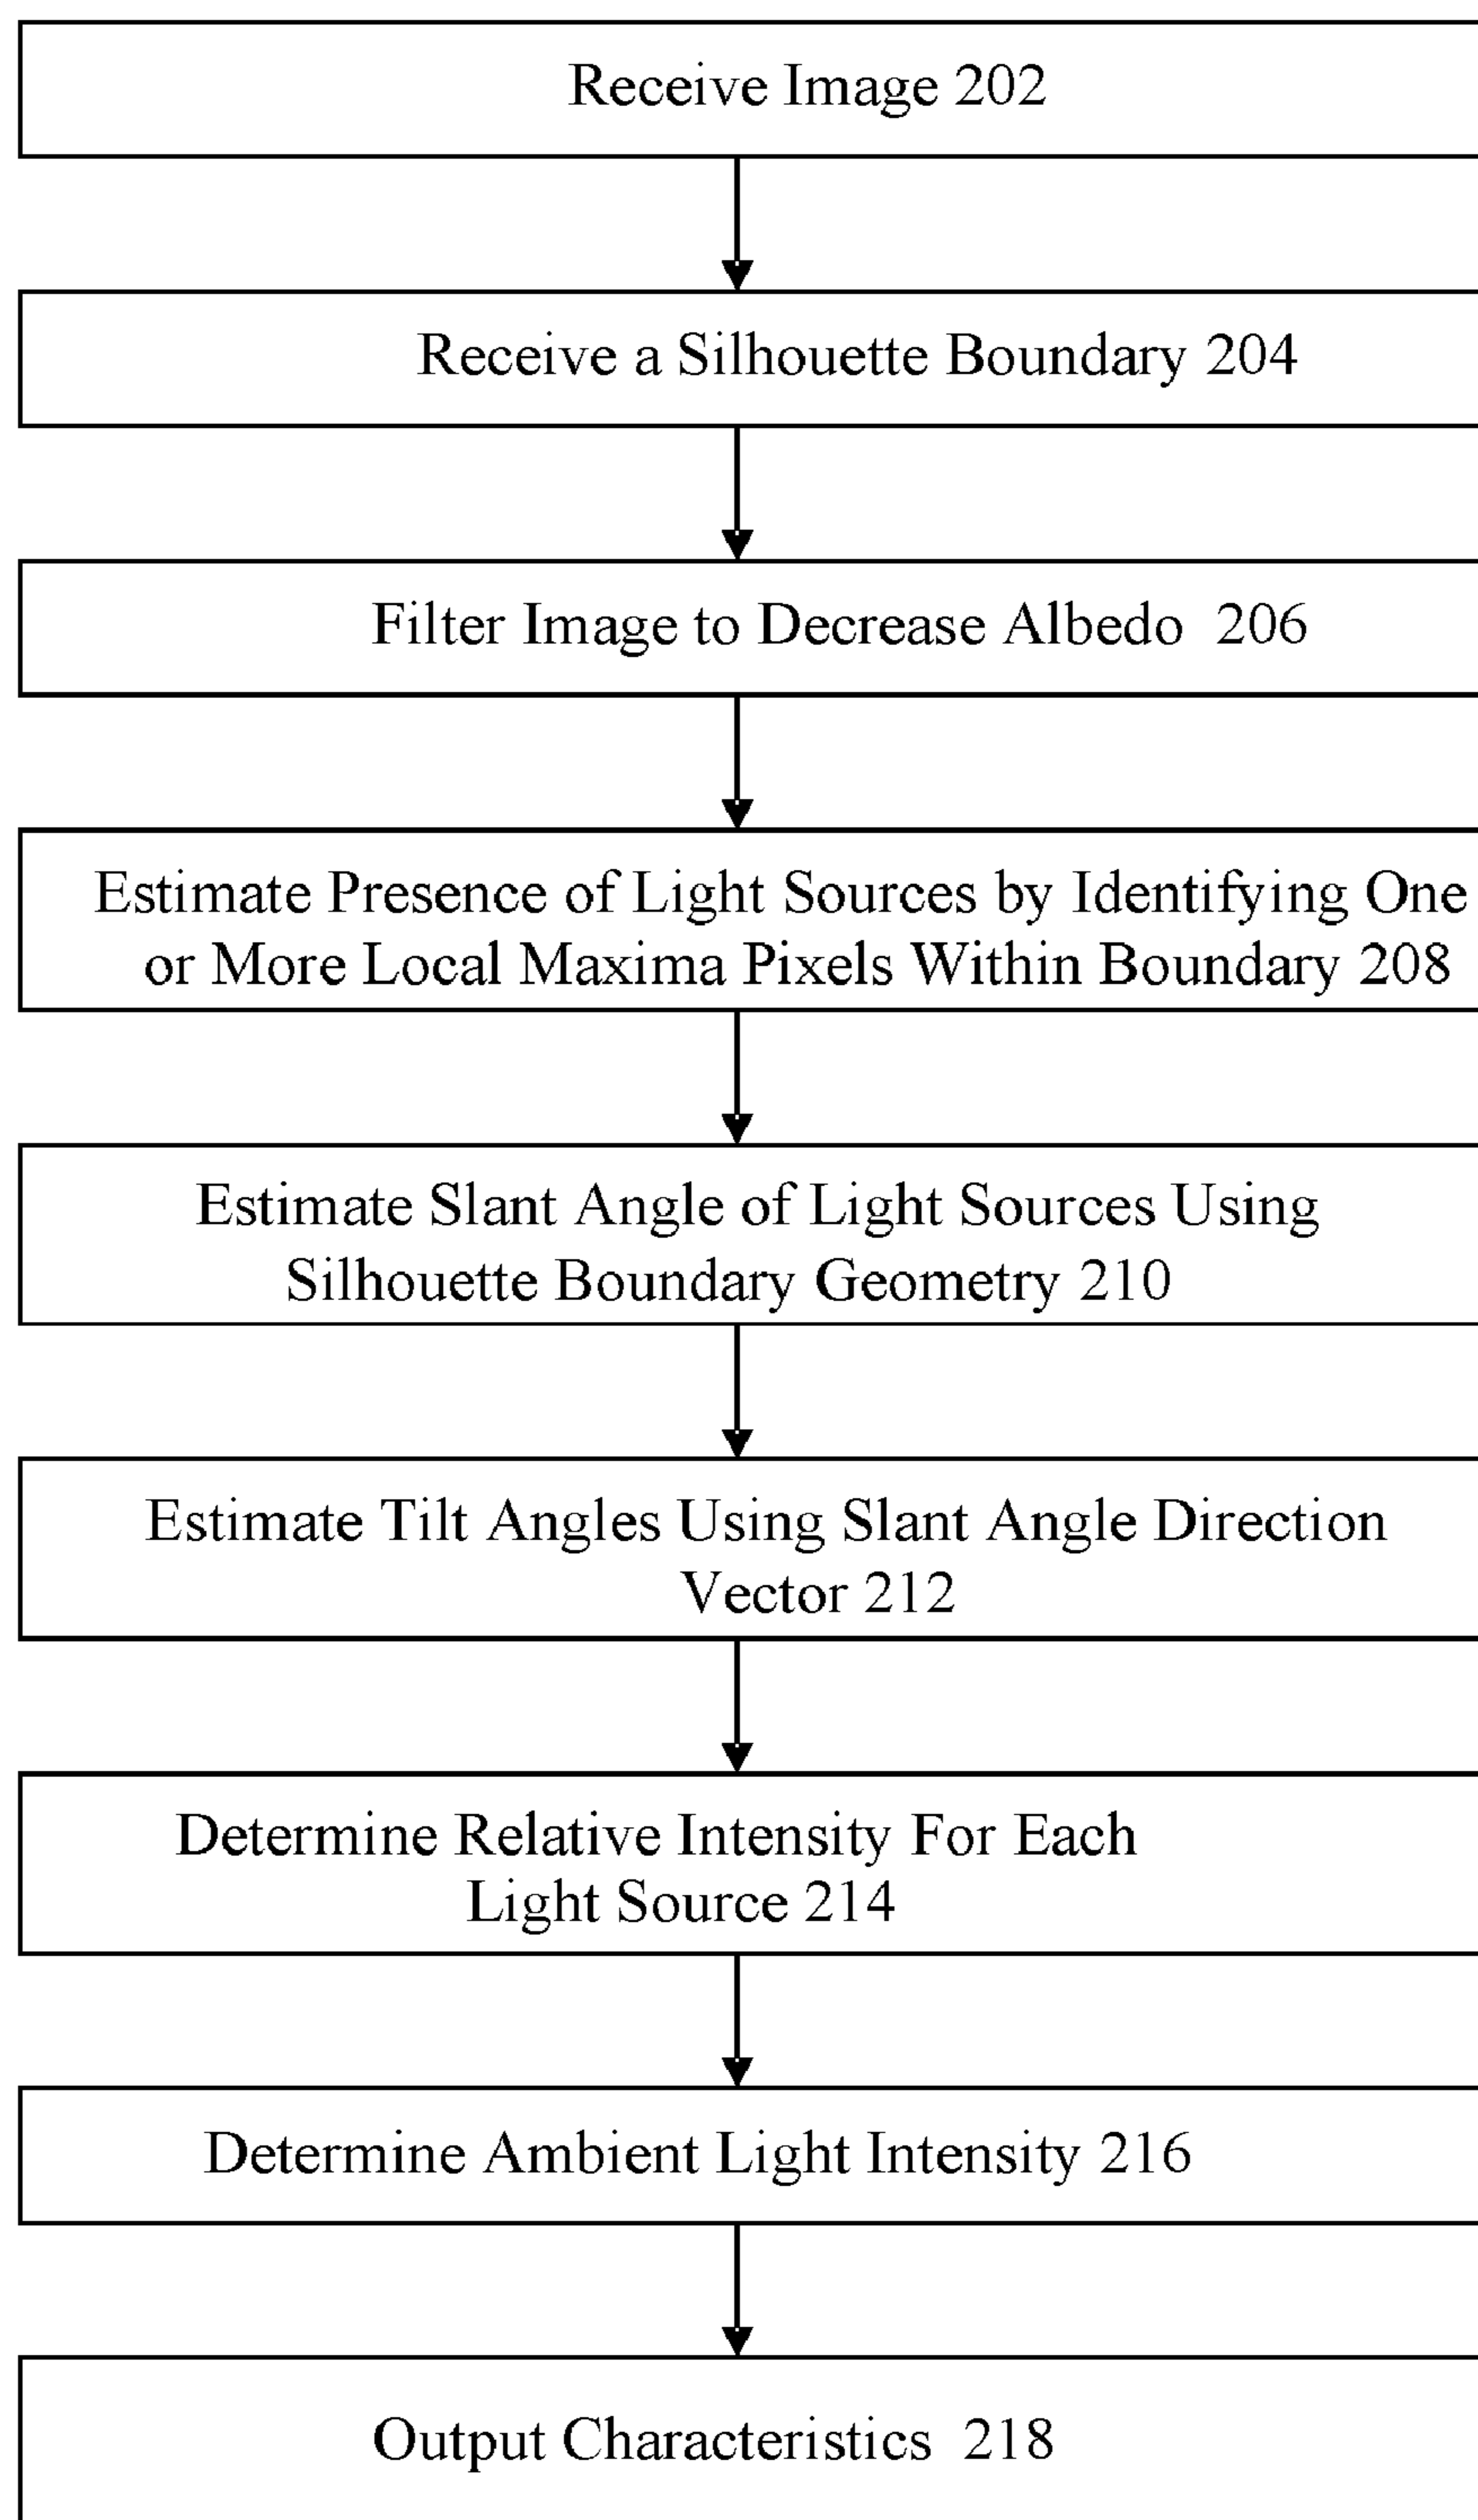 Receive Image 202
Receive a Silhouette Boundary 204
Filter Image to Decrease Albedo 206
Estimate Presence of Light Sources by Identifying One
or More Local Maxima Pixels Within Boundary 208
Estimate Slant Angle of Light Sources Using
Silhouette Boundary Geometry 210
Estimate Tilt Angles Using Slant Angle Direction
Vector 212
Determine Relative Intensity For Each
Light Source 214
Determine Ambient Light Intensity 216
Output Characteristics 218